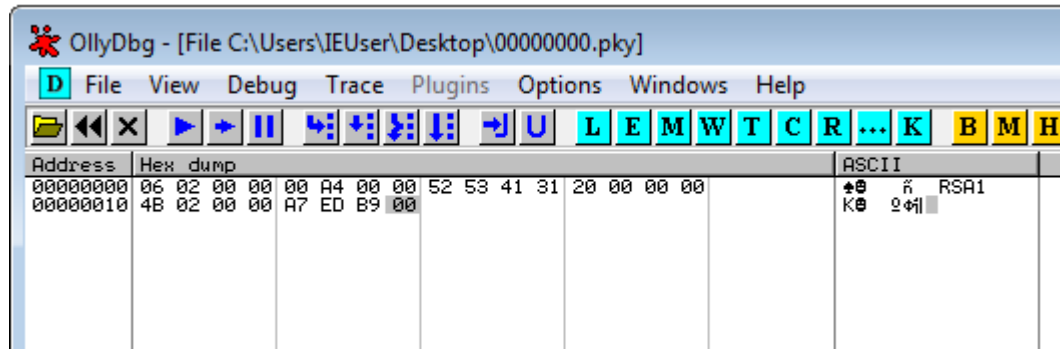 OllyDbg - [File C:\Users\IEUser\Desktop\00000000.pky]
D File View Debug Trace Plugins Options Windows Help
L E M W T C R ... K B M H
Address Hex dump ASCII
00000000 06 02 00 00 00 A4 00 00 52 53 41 31 20 00 00 00 ♠☻ ñ RSA1
00000010 4B 02 00 00 A7 ED B9 00 K☻ ºφ╣